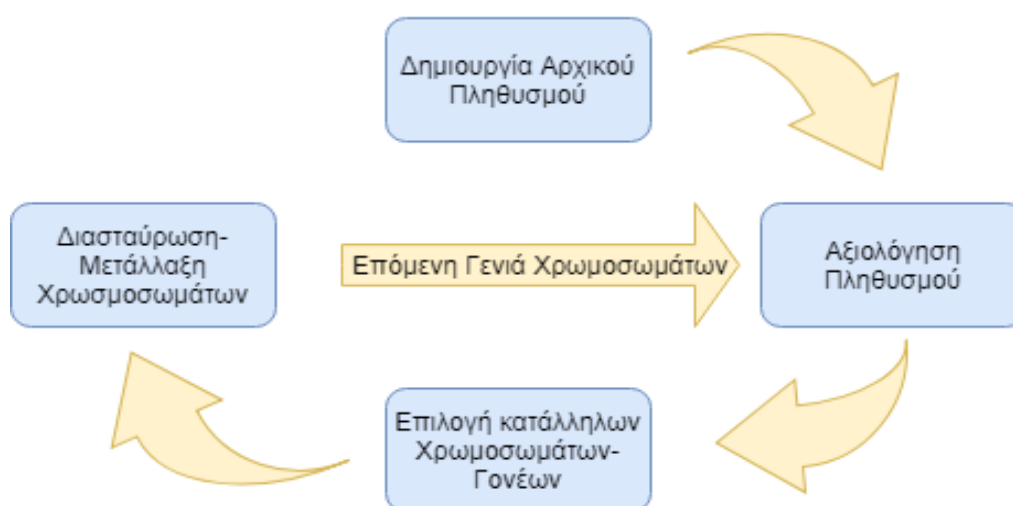 Δημιουργία Αρχικού
Πληθυσμού
Διασταύρωση-
Μετάλλαξη
Χρωσμοσωμάτων
Επόμενη Γενιά Χρωμοσωμάτων
Αξιολόγηση
Πληθυσμού
Επιλογή κατάλληλων
Χρωμοσωμάτων-
Γονέων